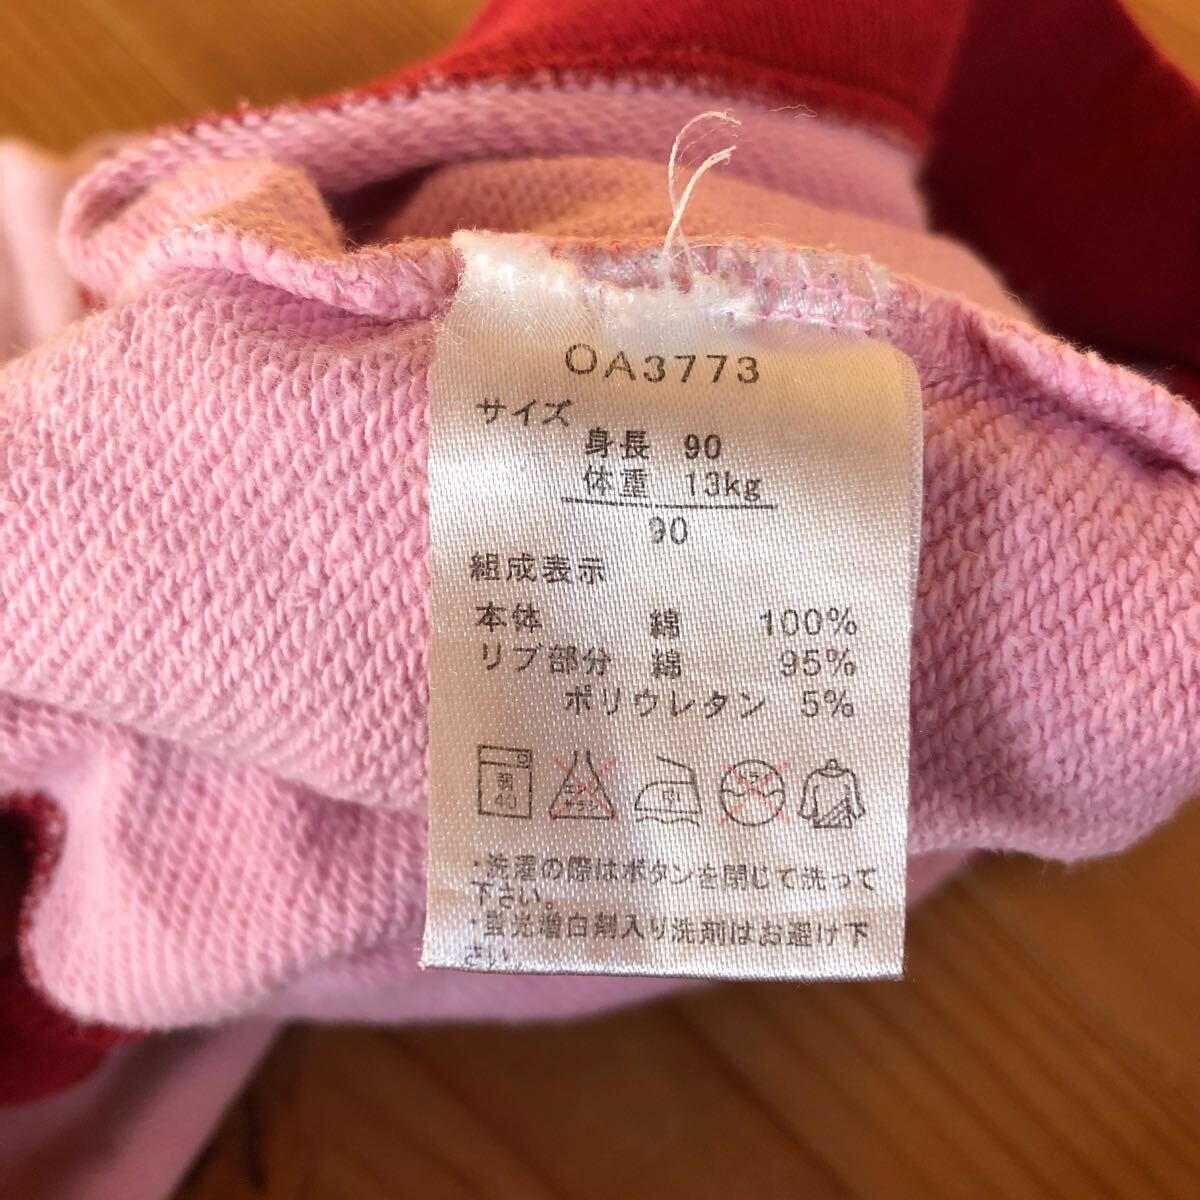 OA3773
サイズ
身長 90
体重 13kg
90
組成表示
本体 綿 100%
リブ部分 綿 95%
ポリウレタン 5%
弱
40
中
・洗濯の際はボタンを閉じて洗って
下さい。
・蛍光増白剤入り洗剤はお避け下
さい